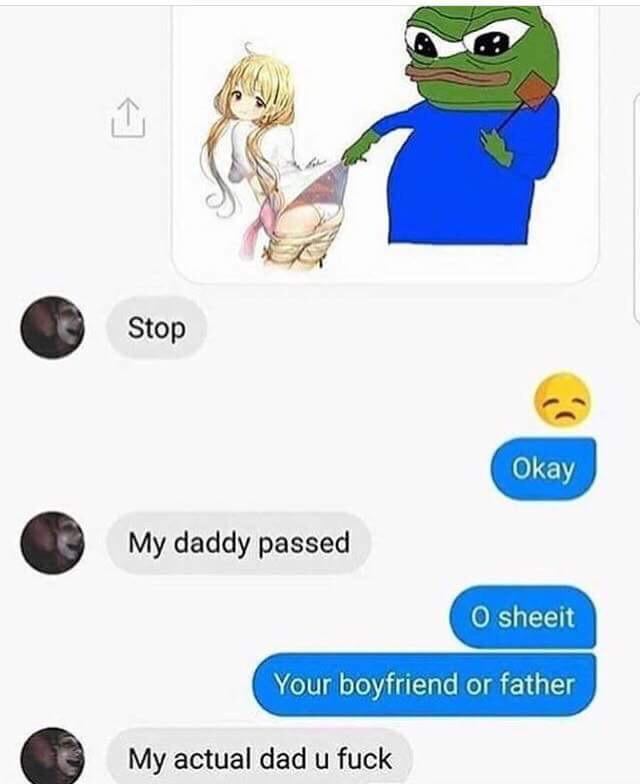 Stop
Okay
My daddy passed
O sheeit
Your boyfriend or father
My actual dad u fuck